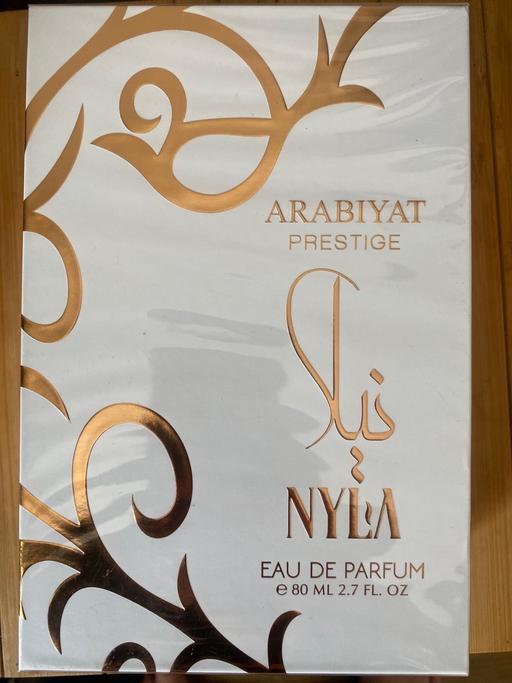 ARABIYAT
PRESTIGE
نيلا
NYLA
EAU DE PARFUM
℮ 80 ML 2.7 FL. OZ